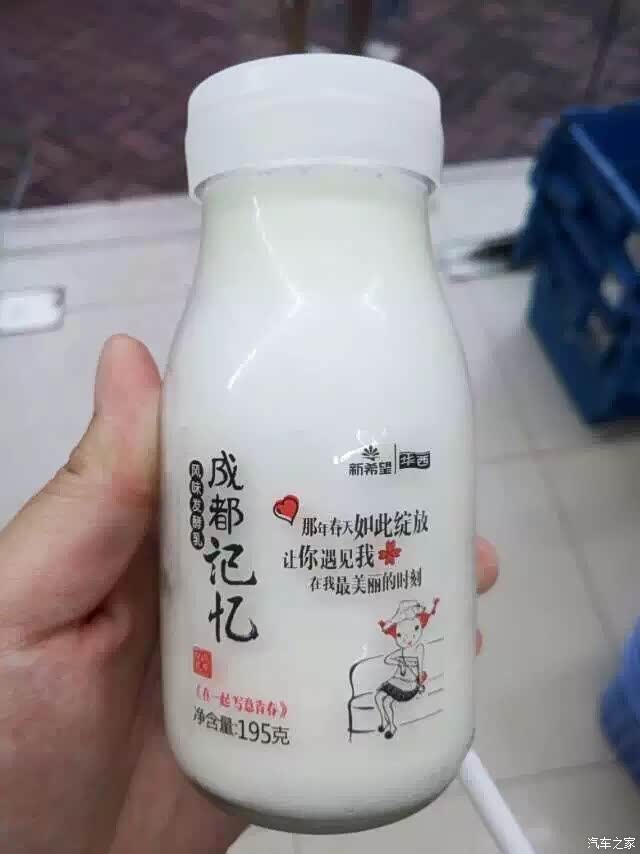 新希望 华西
成都记忆
风味发酵乳
那年春天如此绽放
让你遇见我
在我最美丽的时刻
《在一起 写意青春》
净含量:195克
汽车之家